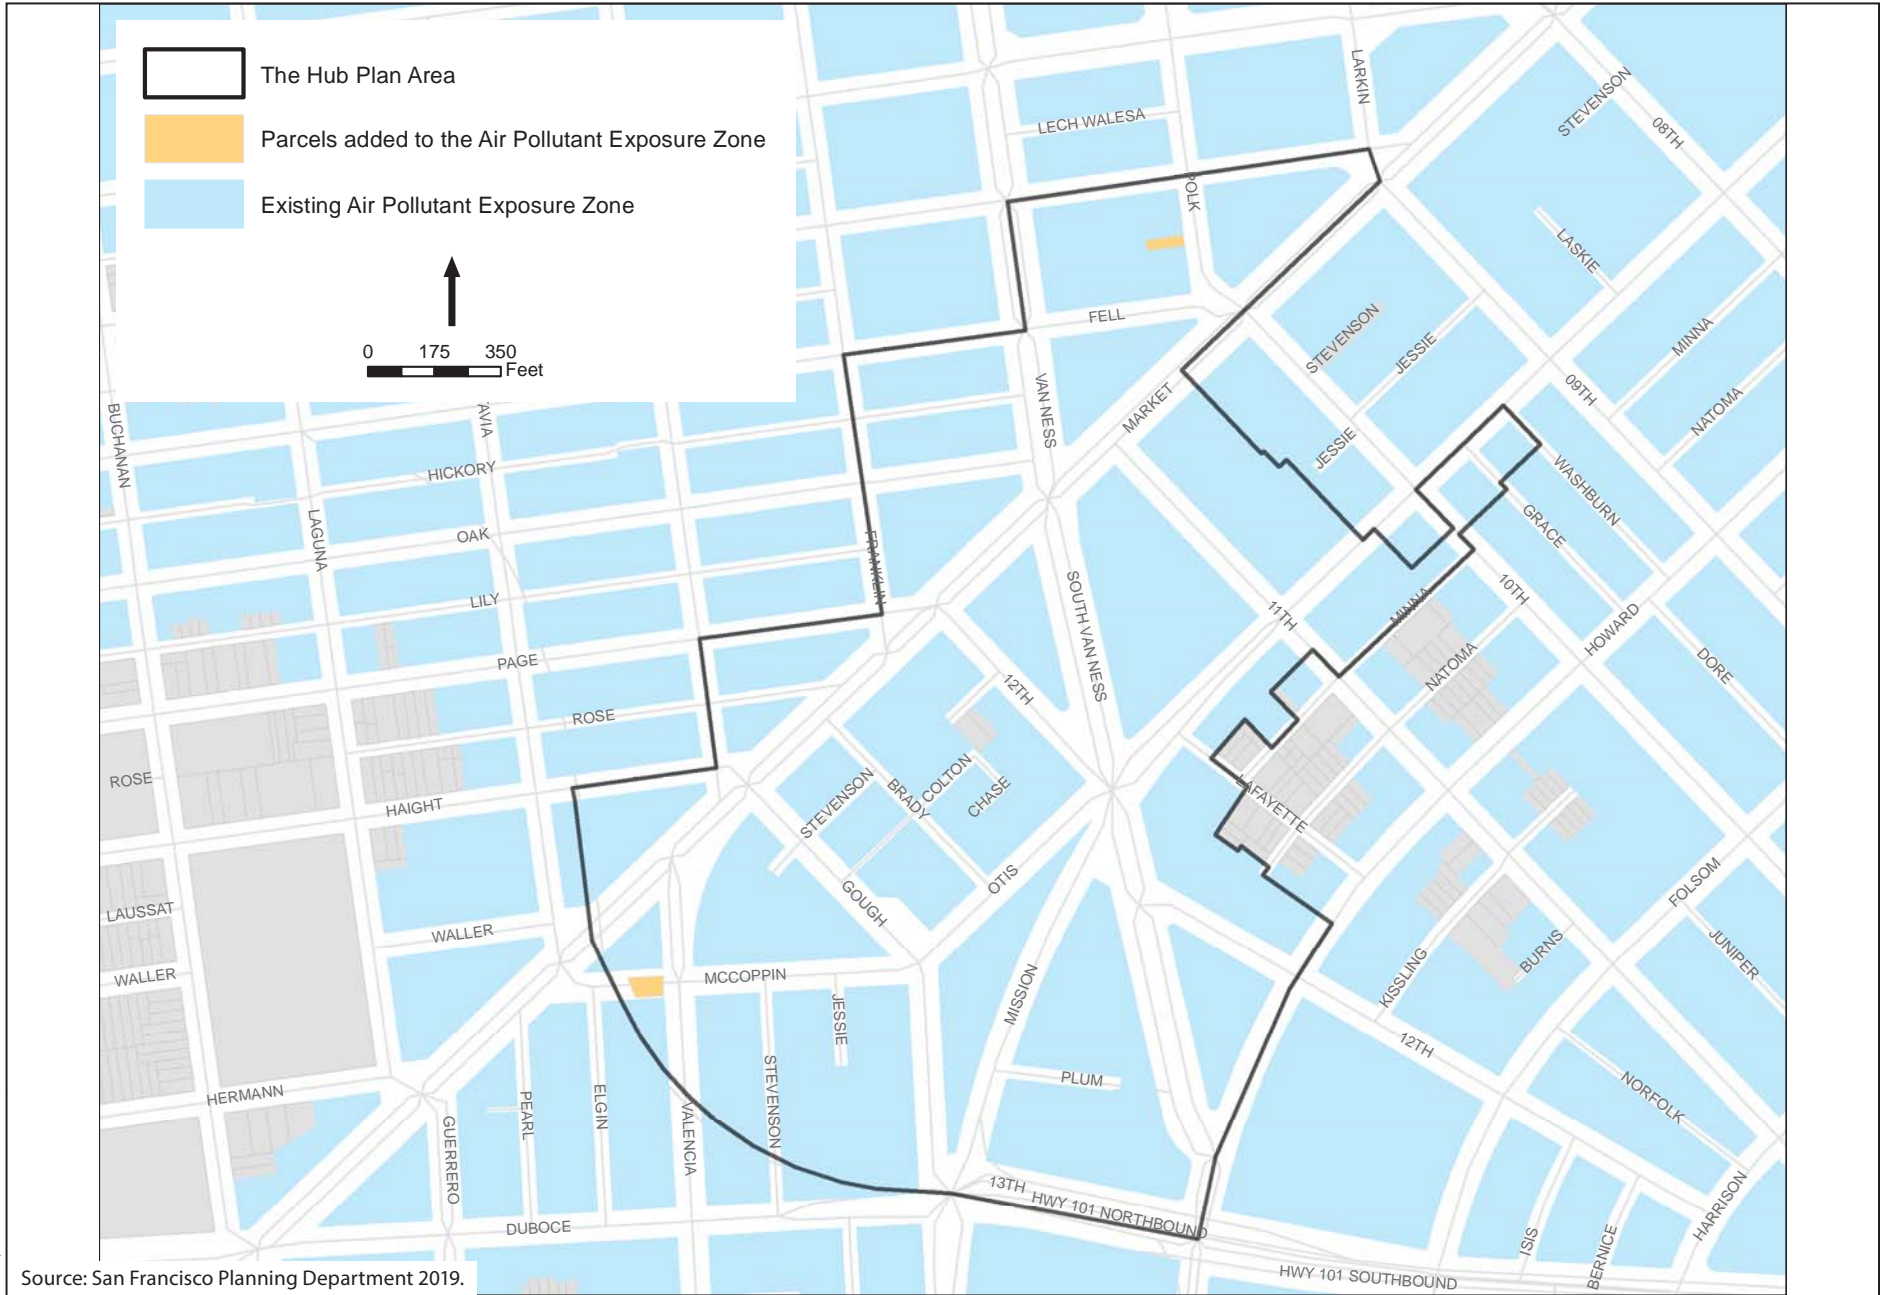 The Hub Plan Area
Parcels added to the Air Pollutant Exposure Zone
Existing Air Pollutant Exposure Zone
0 175 350
Feet
LARKIN
STEVENSON
08TH
LECH WALESA
POLK
LASKIE
FELL
STEVENSON
JESSIE
MINNA
09TH
NATOMA
VAN NESS
MARKET
JESSIE
BUCHANAN
AVIA
HICKORY
WASHBURN
GRACE
LAGUNA
OAK
FRANKLIN
LILY
SOUTH VAN NESS
11TH
MINNA
10TH
HOWARD
PAGE
NATOMA
DORE
12TH
ROSE
ROSE
STEVENSON
BRADY
COLTON
CHASE
LAFAYETTE
HAIGHT
OTIS
GOUGH
FOLSOM
LAUSSAT
WALLER
WALLER
MCCOPPIN
MISSION
JESSIE
KISSLING
BURNS
JUNIPER
12TH
HERMANN
PEARL
ELGIN
STEVENSON
PLUM
NORFOLK
GUERRERO
VALENCIA
13TH
HWY 101 NORTHBOUND
HARRISON
DUBOCE
ISIS
BERNICE
HWY 101 SOUTHBOUND
Source: San Francisco Planning Department 2019.